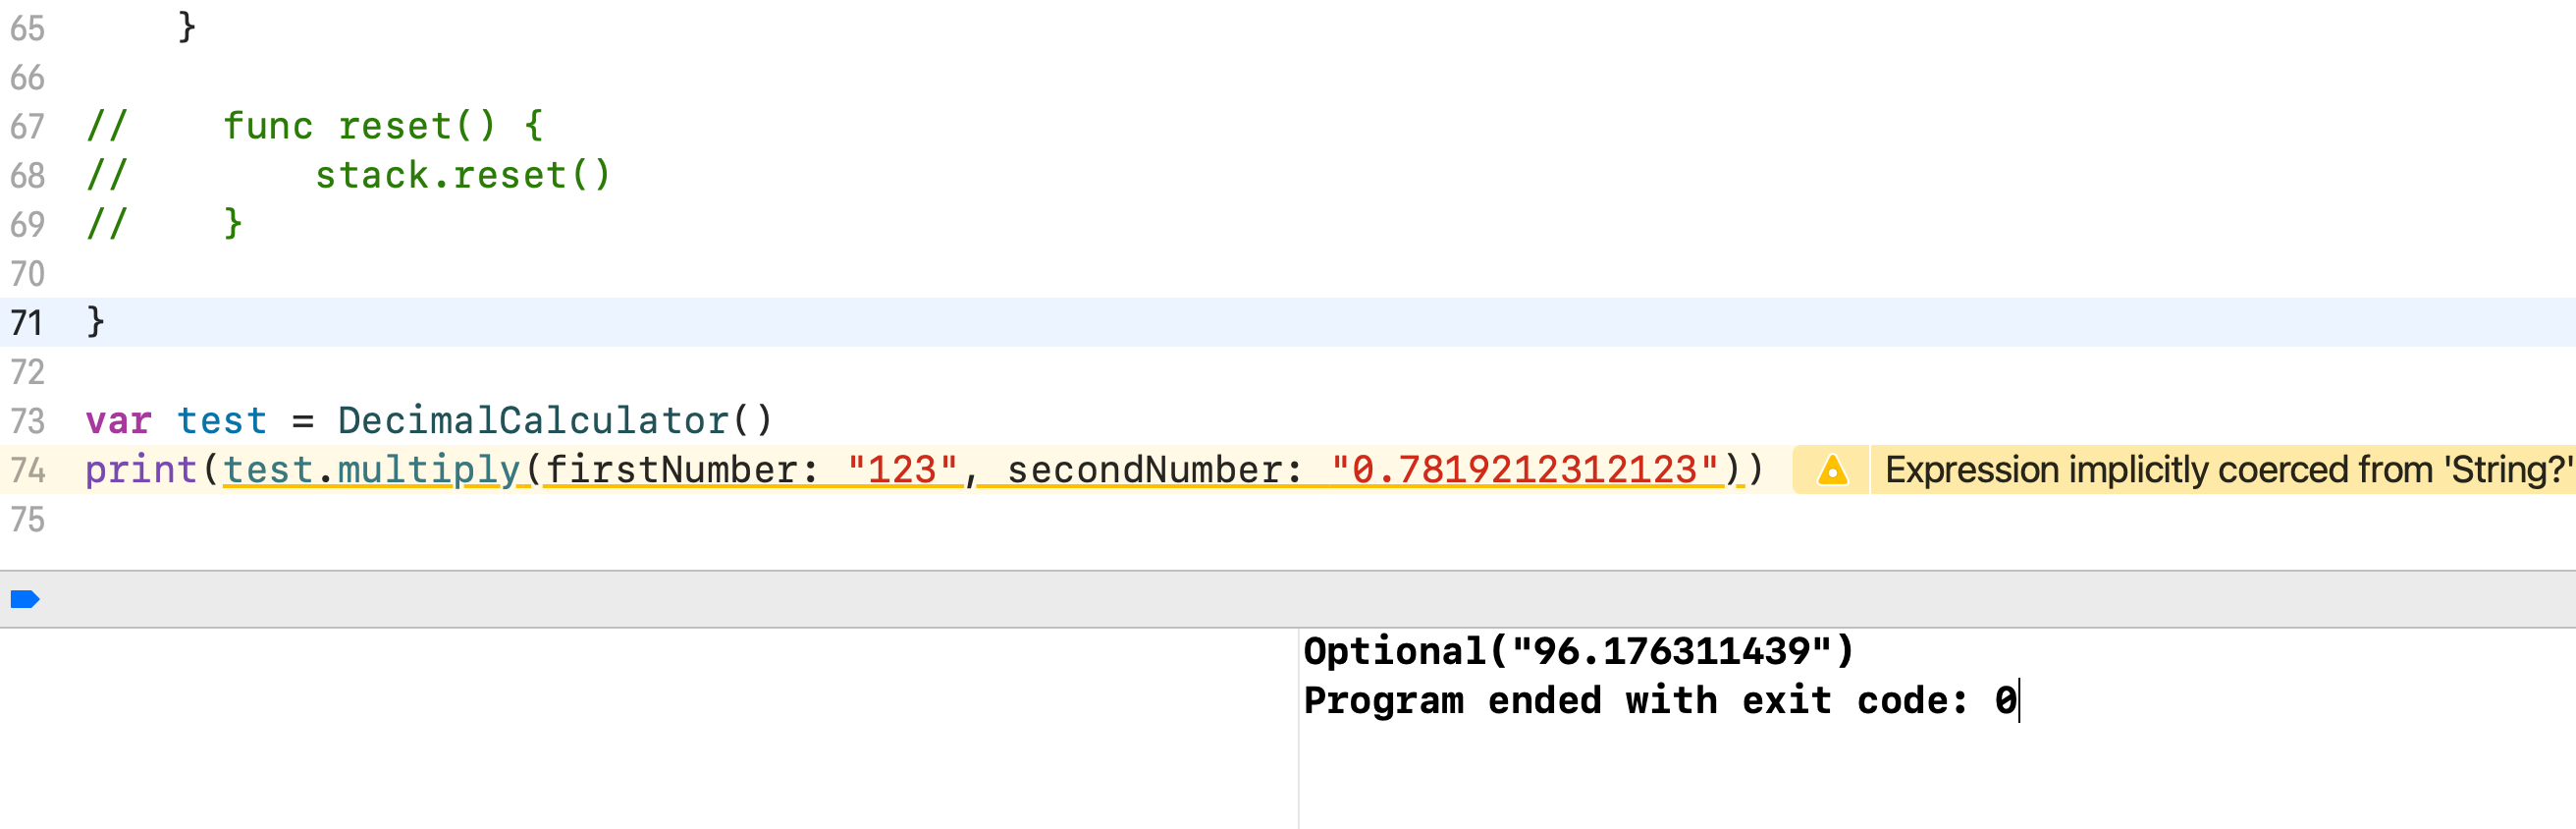 65     }
66
67 //    func reset() {
68 //        stack.reset()
69 //    }
70
71 }
72
73 var test = DecimalCalculator()
74 print(test.multiply(firstNumber: "123", secondNumber: "0.7819212312123")) Expression implicitly coerced from 'String?'
75
Optional("96.176311439")
Program ended with exit code: 0